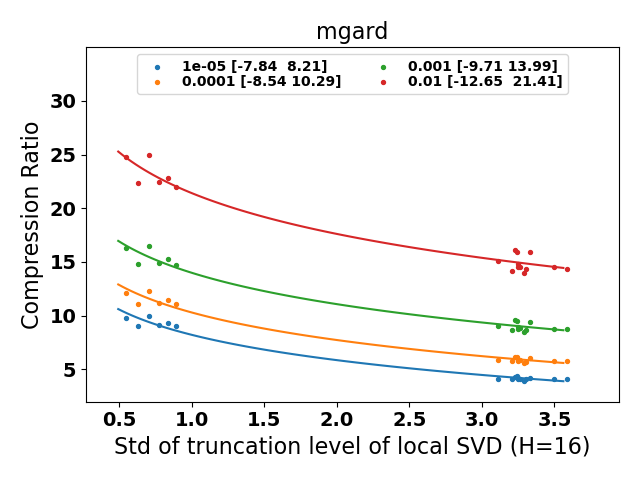 mgard
1e-05 [-7.84  8.21]
0.0001 [-8.54 10.29]
0.001 [-9.71 13.99]
0.01 [-12.65  21.41]
Compression Ratio
30
25
20
15
10
5
0.5 1.0 1.5 2.0 2.5 3.0 3.5
Std of truncation level of local SVD (H=16)